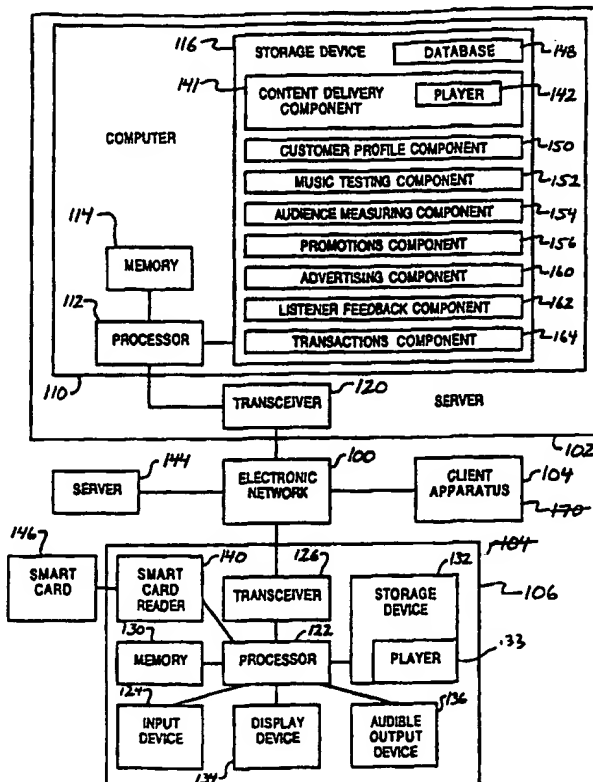 116
STORAGE DEVICE
DATABASE
148
141
CONTENT DELIVERY
COMPONENT
PLAYER
142
COMPUTER
CUSTOMER PROFILE COMPONENT
150
MUSIC TESTING COMPONENT
152
114
AUDIENCE MEASURING COMPONENT
154
MEMORY
PROMOTIONS COMPONENT
156
112
ADVERTISING COMPONENT
160
PROCESSOR
LISTENER FEEDBACK COMPONENT
162
TRANSACTIONS COMPONENT
164
110
TRANSCEIVER
120
SERVER
102
144
100
SERVER
ELECTRONIC
NETWORK
CLIENT
APPARATUS
104
170
146
140
126
132
104
SMART
CARD
SMART
CARD
READER
TRANSCEIVER
STORAGE
DEVICE
106
130
122
MEMORY
PROCESSOR
PLAYER
133
124
136
INPUT
DEVICE
DISPLAY
DEVICE
AUDIBLE
OUTPUT
DEVICE
134